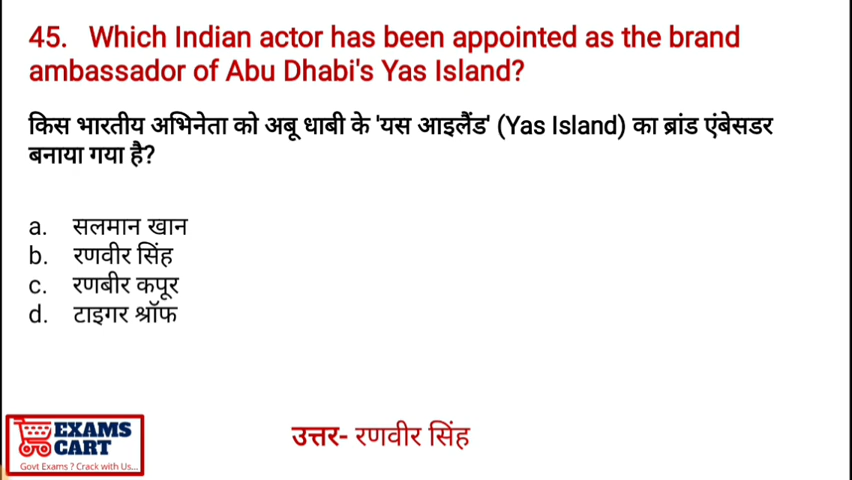 45. Which Indian actor has been appointed as the brand
ambassador of Abu Dhabi's Yas Island?
किस भारतीय अभिनेता को अबू धाबी के 'यस आइलैंड' (Yas Island) का ब्रांड एंबेसडर
बनाया गया है?
a. सलमान खान
b. रणवीर सिंह
c. रणबीर कपूर
d. टाइगर श्रॉफ
उत्तर- रणवीर सिंह
EXAMS
CART
Govt Exams ? Crack with Us...